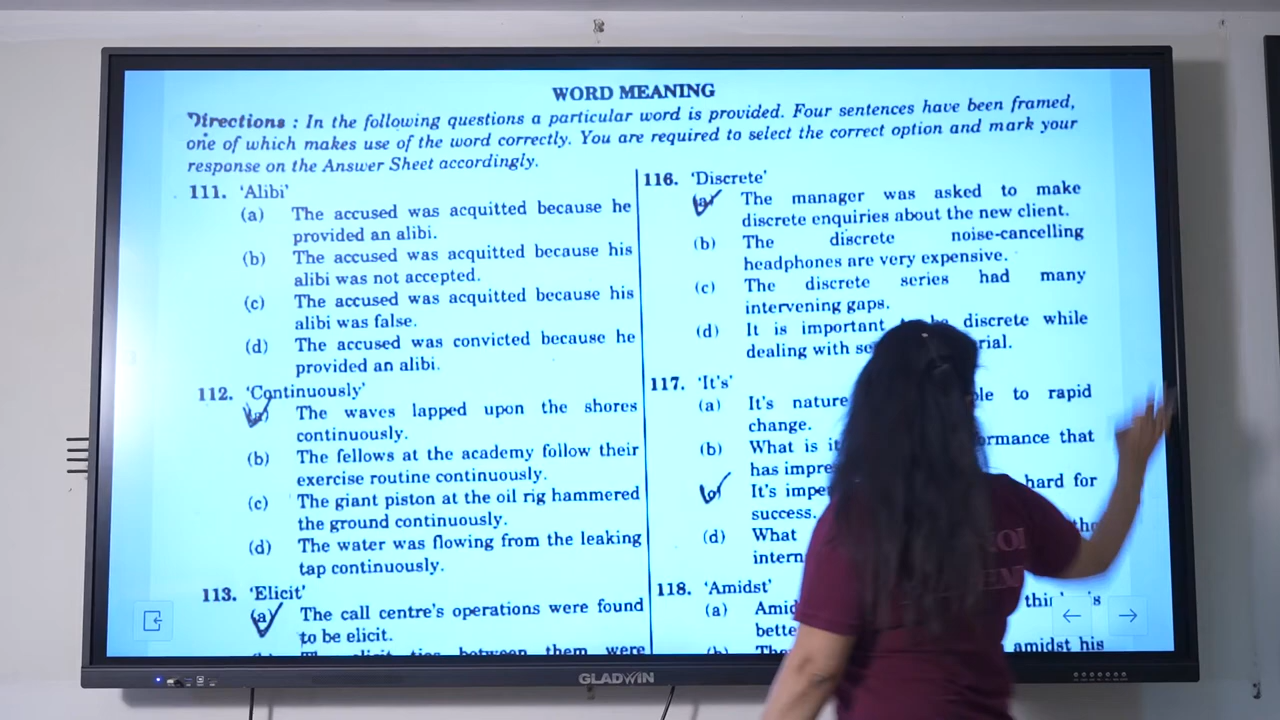 WORD MEANING
Directions : In the following questions a particular word is provided. Four sentences have been framed,
one of which makes use of the word correctly. You are required to select the correct option and mark your
response on the Answer Sheet accordingly.
111. 'Alibi'
(a) The accused was acquitted because he
provided an alibi.
(b) The accused was acquitted because his
alibi was not accepted.
(c) The accused was acquitted because his
alibi was false.
(d) The accused was convicted because he
provided an alibi.
112. 'Continuously'
(a) The waves lapped upon the shores
continuously.
(b) The fellows at the academy follow their
exercise routine continuously.
(c) The giant piston at the oil rig hammered
the ground continuously.
(d) The water was flowing from the leaking
tap continuously.
113. 'Elicit'
(a) The call centre's operations were found
to be elicit.
between them were
116. 'Discrete'
(a) The manager was asked to make
discrete enquiries about the new client.
(b) The discrete noise-cancelling
headphones are very expensive.
(c) The discrete series had many
intervening gaps.
(d) It is important discrete while
dealing with
117. 'It's'
(a) It's nature to rapid
change.
(b) What is that
has
It's hard for
success.
(d) What
118. 'Amidst'
(a)
amidst his
GLADWIN